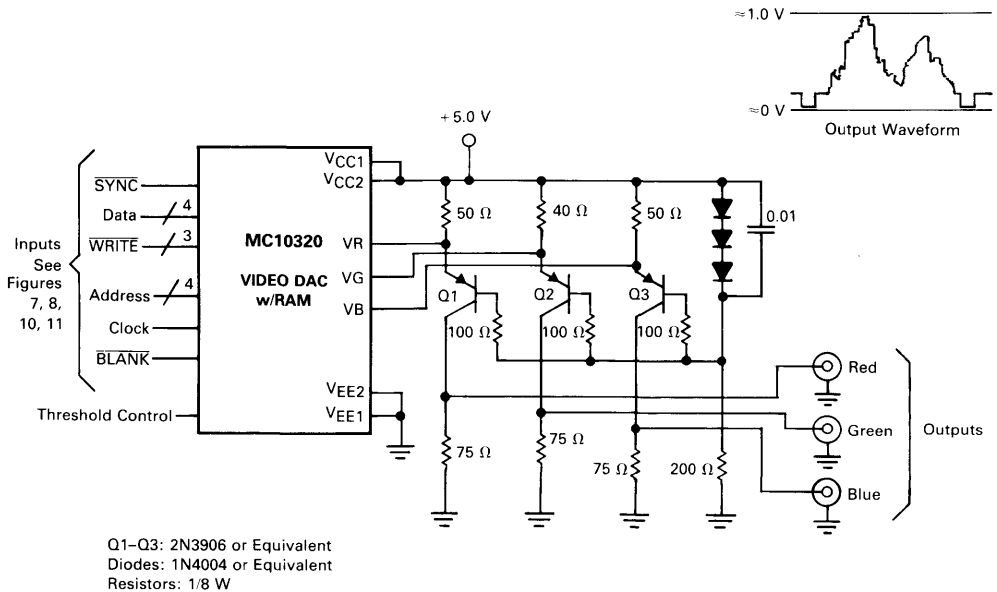 ≈1.0 V
≈0 V
Output Waveform
+5.0 V
VCC1
VCC2
SYNC
Data
4
WRITE
3
Inputs
See
Figures
7, 8,
10, 11
Address
4
Clock
BLANK
Threshold Control
MC10320
VIDEO DAC
w/RAM
VR
VG
VB
VEE2
VEE1
50 Ω
40 Ω
50 Ω
0.01
Q1
Q2
Q3
100 Ω
100 Ω
100 Ω
Red
Green
Blue
Outputs
75 Ω
75 Ω
75 Ω
200 Ω
Q1–Q3: 2N3906 or Equivalent
Diodes: 1N4004 or Equivalent
Resistors: 1/8 W